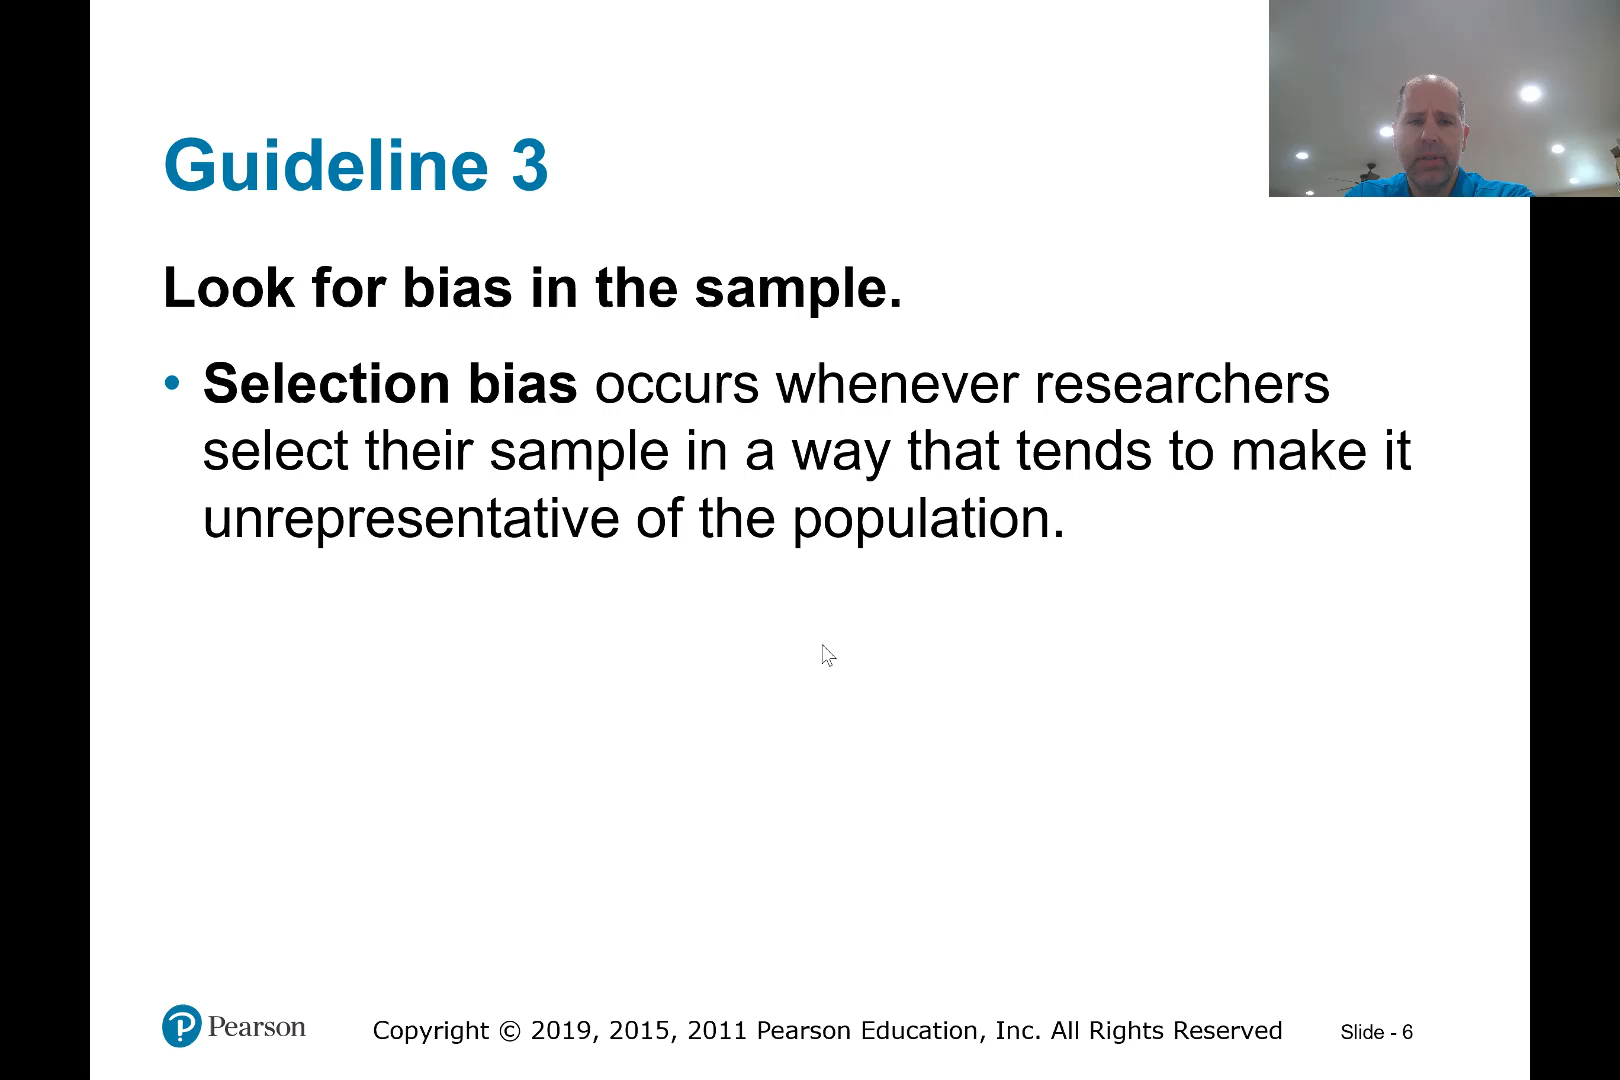 Guideline 3
Look for bias in the sample.
• Selection bias occurs whenever researchers
select their sample in a way that tends to make it
unrepresentative of the population.
Pearson
Copyright © 2019, 2015, 2011 Pearson Education, Inc. All Rights Reserved
Slide - 6